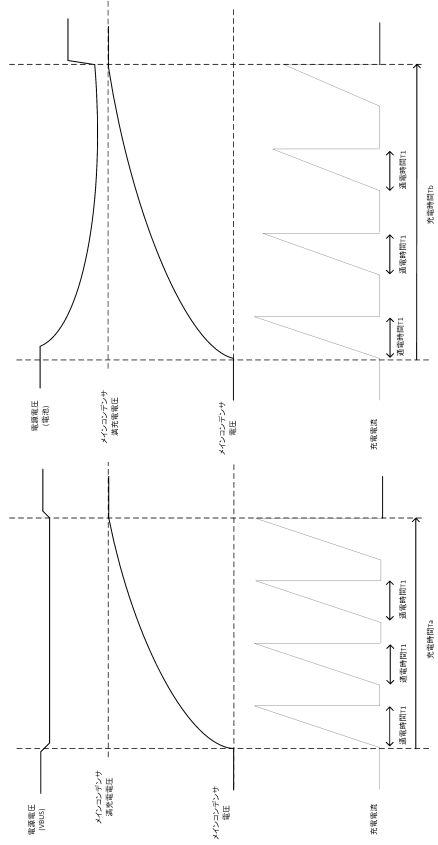 電源電圧
(VBUS)
メインコンデンサ
満充電電圧
メインコンデンサ
電圧
充電電流
通電時間T1
通電時間T1
通電時間T1
充電時間Ta
電源電圧
(電池)
メインコンデンサ
満充電電圧
メインコンデンサ
電圧
充電電流
通電時間T1
通電時間T1
通電時間T1
充電時間Tb